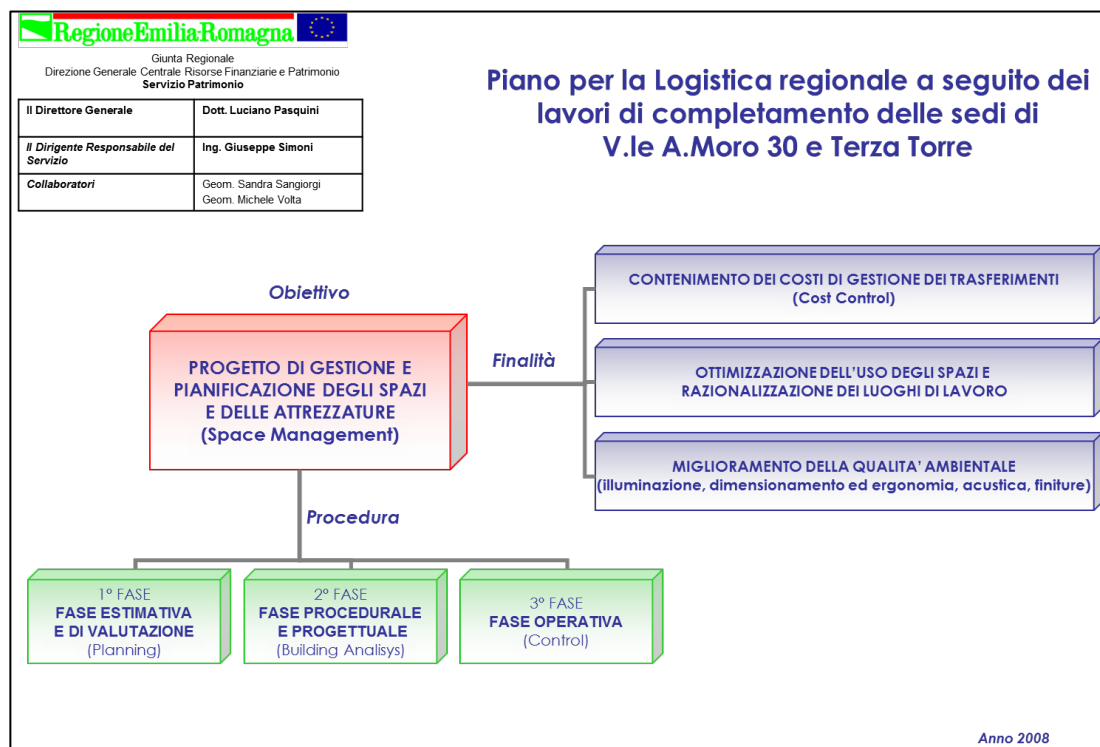 RegioneEmilia-Romagna
Giunta Regionale
Direzione Generale Centrale Risorse Finanziarie e Patrimonio
Servizio Patrimonio
Il Direttore Generale
Dott. Luciano Pasquini
Il Dirigente Responsabile del
Servizio
Ing. Giuseppe Simoni
Collaboratori
Geom. Sandra Sangiorgi
Geom. Michele Volta
Piano per la Logistica regionale a seguito dei
lavori di completamento delle sedi di
V.le A.Moro 30 e Terza Torre
Obiettivo
PROGETTO DI GESTIONE E
PIANIFICAZIONE DEGLI SPAZI
E DELLE ATTREZZATURE
(Space Management)
Finalità
CONTENIMENTO DEI COSTI DI GESTIONE DEI TRASFERIMENTI
(Cost Control)
OTTIMIZZAZIONE DELL'USO DEGLI SPAZI E
RAZIONALIZZAZIONE DEI LUOGHI DI LAVORO
MIGLIORAMENTO DELLA QUALITA' AMBIENTALE
(illuminazione, dimensionamento ed ergonomia, acustica, finiture)
Procedura
1° FASE
FASE ESTIMATIVA
E DI VALUTAZIONE
(Planning)
2° FASE
FASE PROCEDURALE
E PROGETTUALE
(Building Analisys)
3° FASE
FASE OPERATIVA
(Control)
Anno 2008